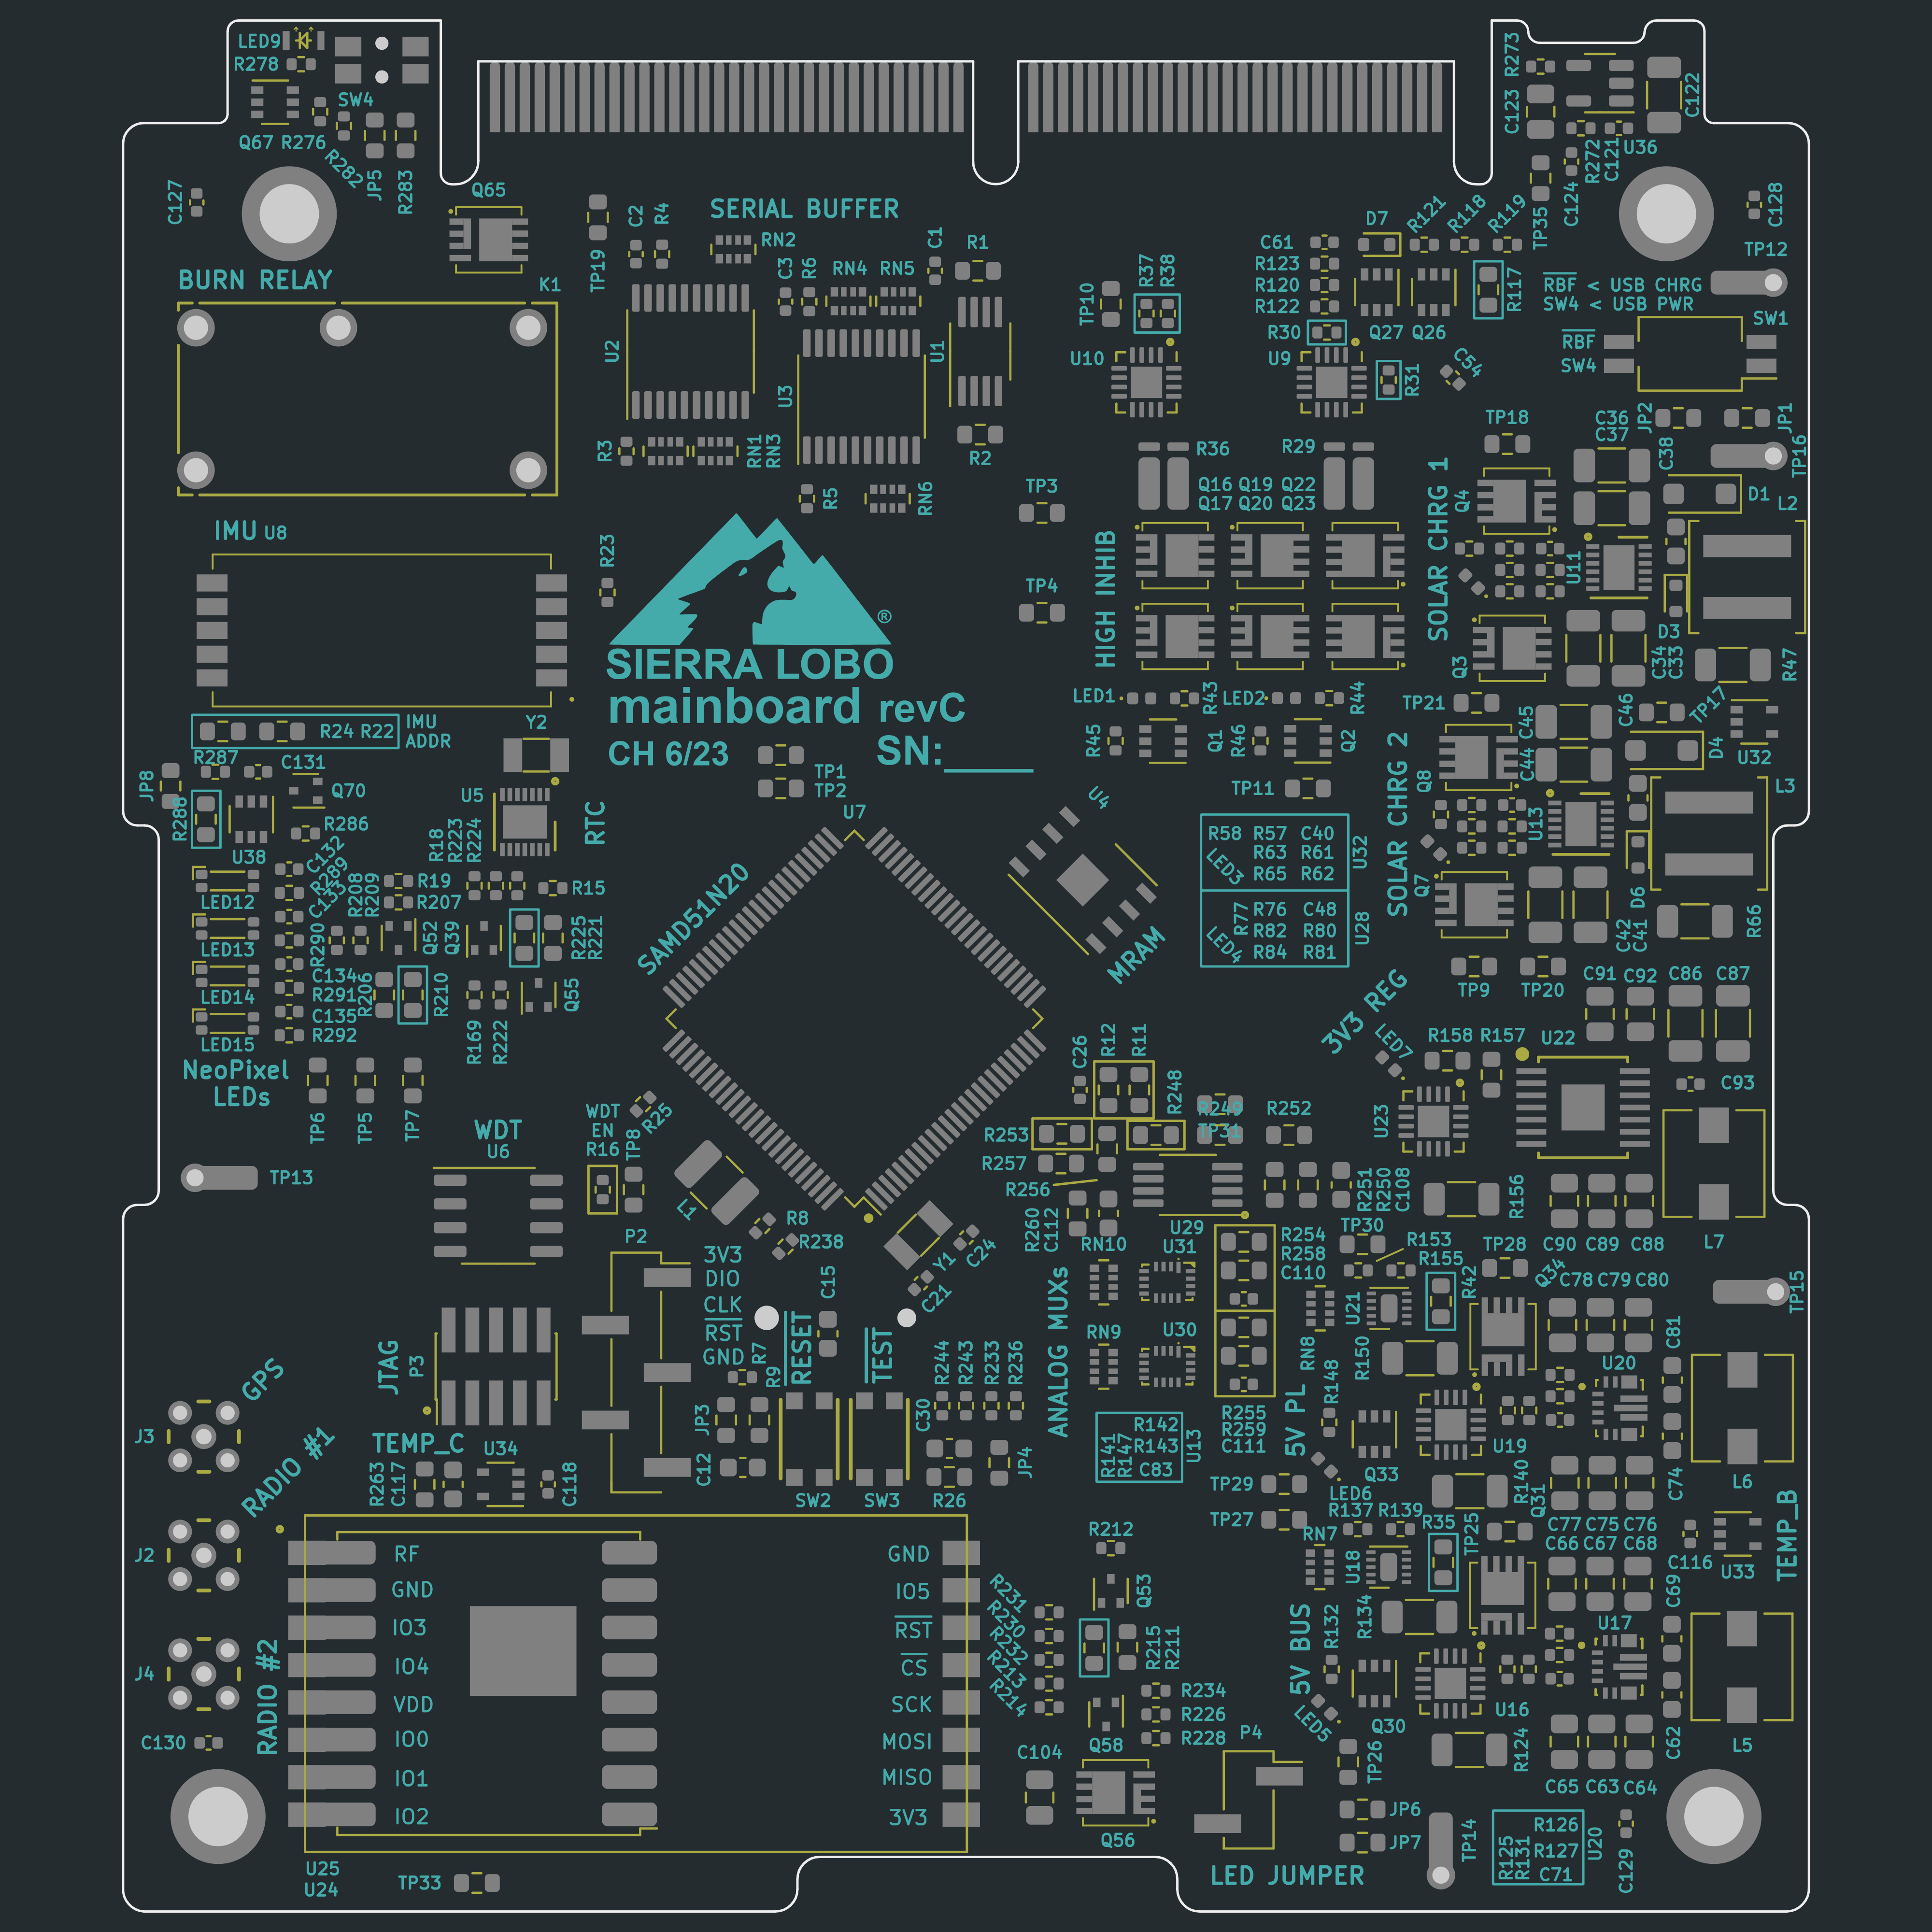 LED9
R278
SW4
Q67 R276
R282
JP5
R283
C127
Q65
BURN RELAY
K1
TP19
C2
R4
SERIAL BUFFER
RN2
C3
R6
RN4 RN5
C1
R1
U2
U3
U1
R3
RN1
RN3
R2
R5
RN6
TP10
R37
R38
U10
C61
R123
R120
R122
R30
U9
D7
R121
R118
R119
Q27 Q26
R117
R31
C54
R273
C123
C122
U36
C121
R272
C124
TP35
C128
TP12
RBF < USB CHRG
SW4 < USB PWR
SW1
RBF
SW4
JP2
JP1
TP16
TP18
C36
C37
C38
D1
L2
SOLAR CHRG 1
Q4
U11
D3
Q3
C34
C33
R47
R36
R29
Q16 Q19 Q22
Q17 Q20 Q23
HIGH INHIB
TP3
TP4
IMU U8
R23
®
SIERRA LOBO
mainboard revC
CH 6/23
SN:_____
LED1
R43
LED2
R44
R45
Q1
R46
Q2
TP11
TP21
C45
C46
TP17
D4
U32
C44
SOLAR CHRG 2
Q8
U13
L3
D6
Q7
C42
C41
R66
R24 R22
IMU
ADDR
Y2
R287
C131
JP8
R288
Q70
R286
U38
U5
RTC
C132
R289
C133
R290
LED12
LED13
LED14
LED15
C134
R291
C135
R292
NeoPixel
LEDs
R18
R223
R224
R208
R209
R19
R207
R15
Q52
Q39
R225
R221
R206
R210
Q55
R169
R222
TP1
TP2
U7
SAMD51N20
U4
MRAM
R58 R57 C40
R63 R61
LED3
R65 R62
U32
R77
R76 C48
R82 R80
LED4
R84 R81
U28
TP9
TP20
C91 C92 C86 C87
3V3 REG
LED7
R158 R157
U22
U23
C93
L7
R156
C90 C89 C88
TP6
TP5
TP7
TP13
WDT
U6
WDT
EN
R16
TP8
R25
L1
R8
R238
Y1
C24
C21
C26
R12
R11
R248
R249
TP31
R252
R253
R257
R256
R260
C112
U29
R251
R250
C108
RN10
U31
R254
R258
C110
TP30
R153
R155
R42
TP28
Q34
C78 C79 C80
TP15
P2
3V3
DIO
CLK
RST
GND
R7
R9
RESET
C15
TEST
JTAG
P3
ANALOG MUXs
RN9
U30
RN8
U21
R150
R148
5V PL
U20
C81
C74
L6
R255
R259
C111
R141
R147
R142
R143
C83
U13
Q33
LED6
U19
R140
Q31
C77 C75 C76
C66 C67 C68
TP29
TP27
RN7
R137
R139
R35
TP25
U18
C116
U33
TEMP_B
J3
GPS
J2
RADIO #1
J4
RADIO #2
C130
TEMP_C
R263
C117
U34
C118
JP3
C12
SW2
SW3
C30
R244
R243
R233
R236
R26
JP4
RF
GND
IO3
IO4
VDD
IO0
IO1
IO2
GND
IO5
RST
CS
SCK
MOSI
MISO
3V3
U25
U24
TP33
R212
Q53
R231
R230
R232
R213
R214
R215
R211
R234
R226
R228
Q58
C104
Q56
5V BUS
R132
R134
LED5
Q30
U16
U17
C69
C62
L5
R124
C65 C63 C64
P4
TP26
JP6
JP7
LED JUMPER
TP14
R125
R131
R126
R127
C71
U20
C129